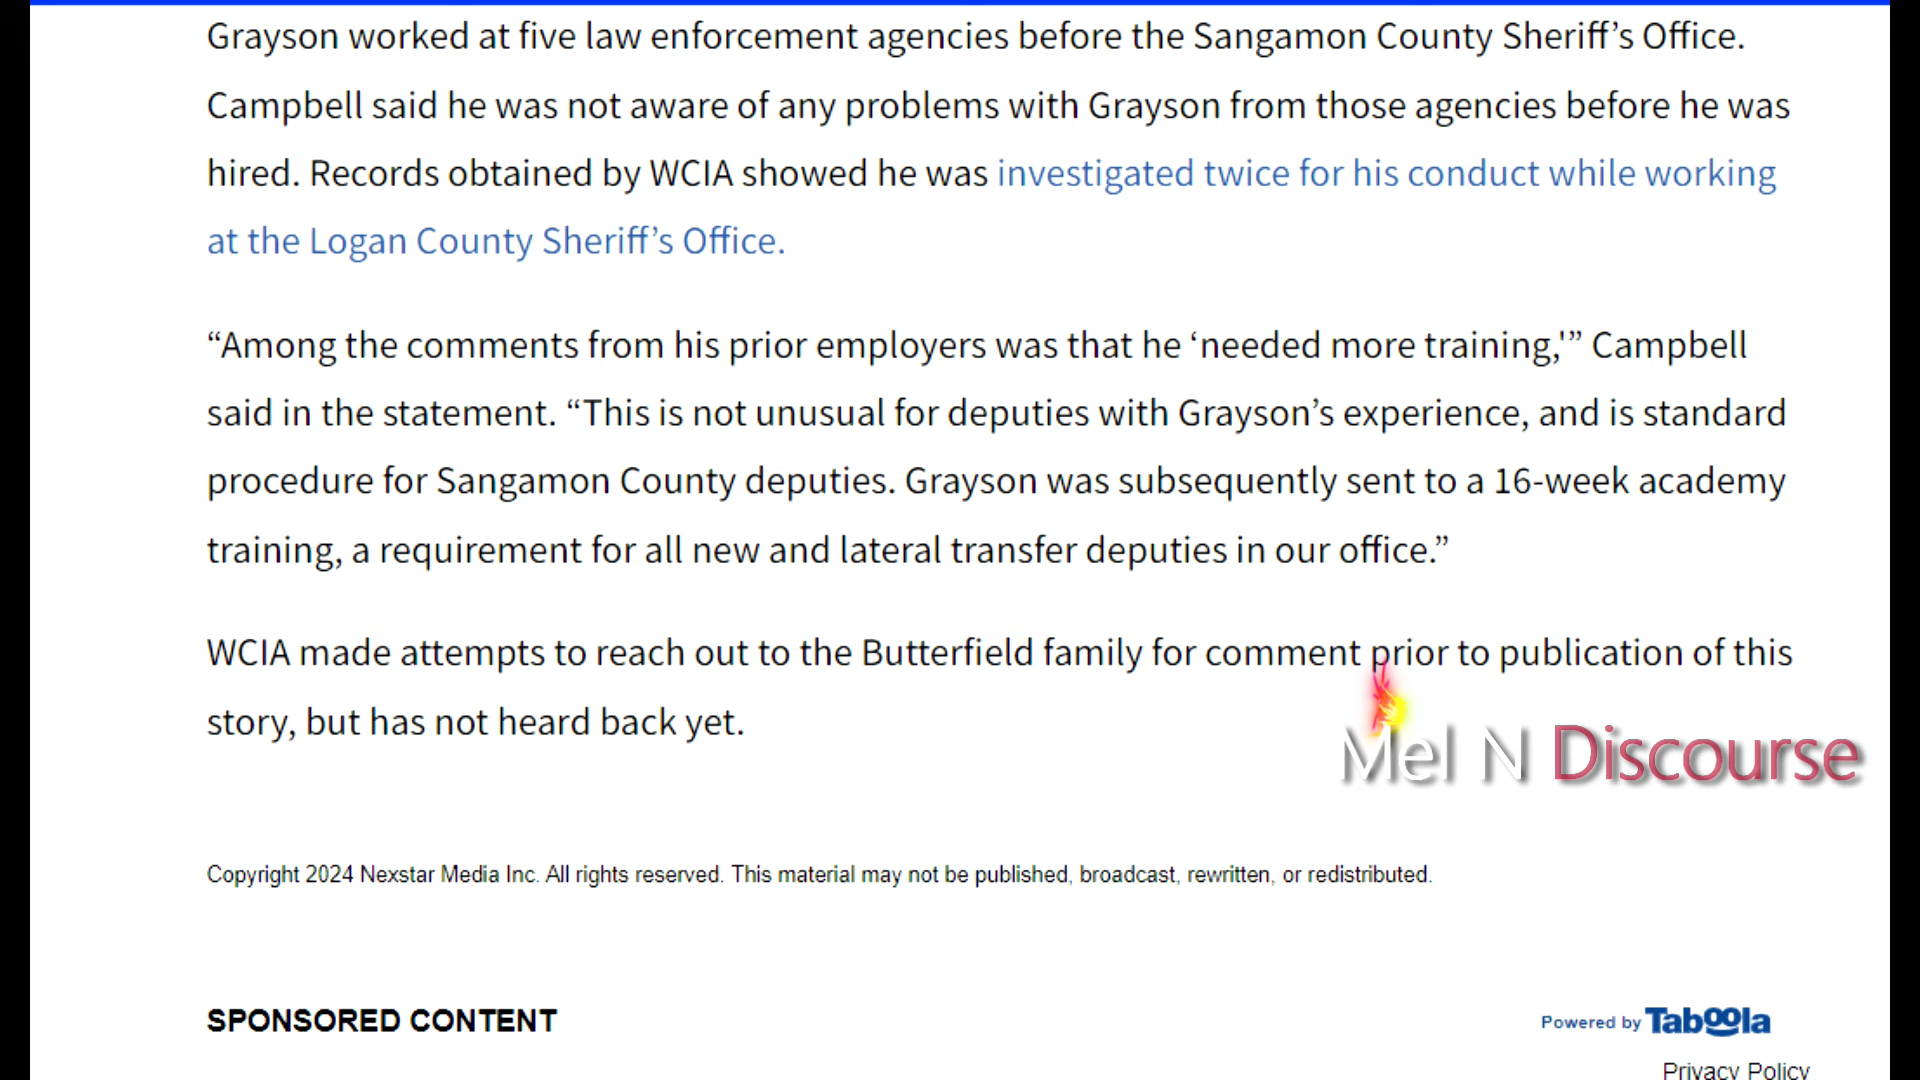 Grayson worked at five law enforcement agencies before the Sangamon County Sheriff’s Office.
Campbell said he was not aware of any problems with Grayson from those agencies before he was
hired. Records obtained by WCIA showed he was investigated twice for his conduct while working
at the Logan County Sheriff’s Office.
“Among the comments from his prior employers was that he ‘needed more training,'” Campbell
said in the statement. “This is not unusual for deputies with Grayson’s experience, and is standard
procedure for Sangamon County deputies. Grayson was subsequently sent to a 16-week academy
training, a requirement for all new and lateral transfer deputies in our office.”
WCIA made attempts to reach out to the Butterfield family for comment prior to publication of this
story, but has not heard back yet.
Mel N Discourse
Copyright 2024 Nexstar Media Inc. All rights reserved. This material may not be published, broadcast, rewritten, or redistributed.
SPONSORED CONTENT
Powered by Taboola
Privacy Policy